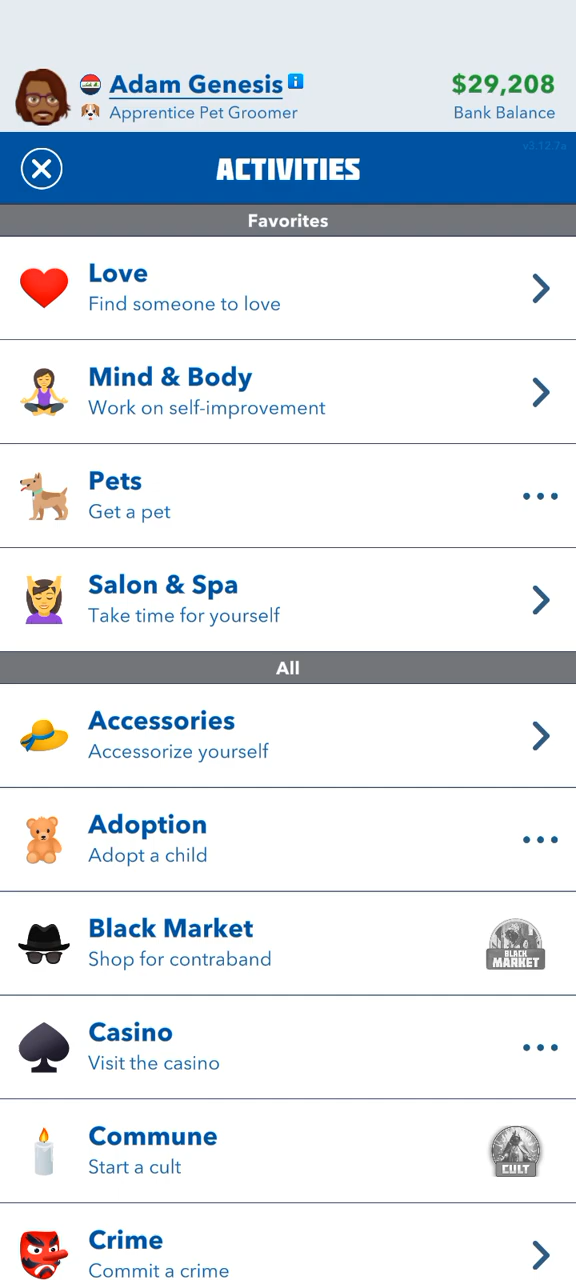 Adam Genesis
$29,208
Apprentice Pet Groomer
Bank Balance
v3.12.7a
ACTIVITIES
Favorites
Love
Find someone to love
Mind & Body
Work on self-improvement
Pets
Get a pet
Salon & Spa
Take time for yourself
All
Accessories
Accessorize yourself
Adoption
Adopt a child
Black Market
Shop for contraband
BLACK
MARKET
Casino
Visit the casino
Commune
Start a cult
CULT
Crime
Commit a crime